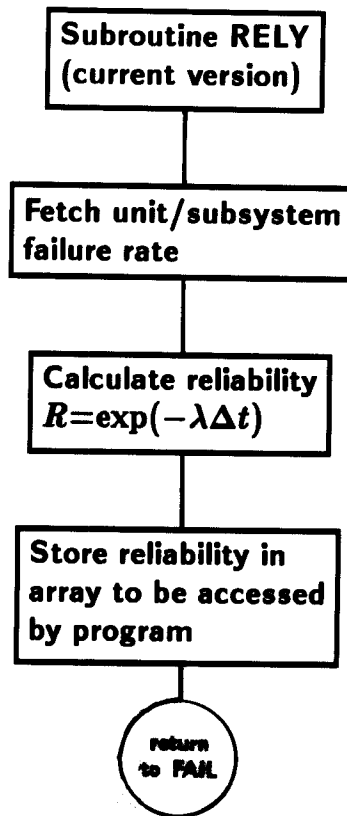 Subroutine RELY
(current version)
Fetch unit/subsystem
failure rate
Calculate reliability
R=exp(−λΔt)
Store reliability in
array to be accessed
by program
return
to FAIL